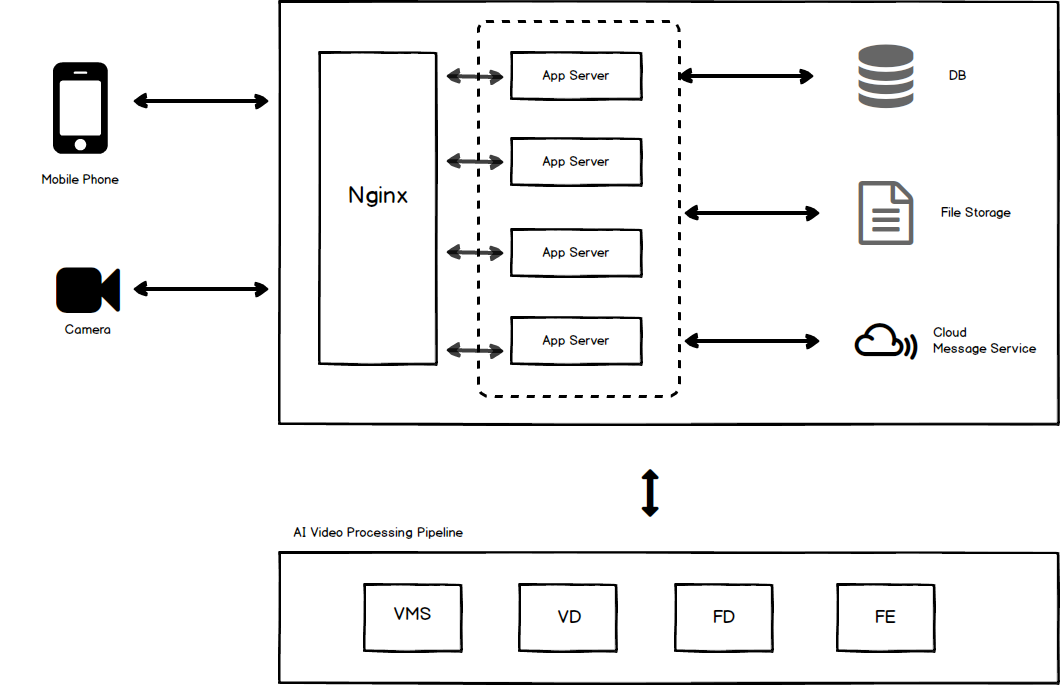 Mobile Phone
Camera
Nginx
App Server
App Server
App Server
App Server
DB
File Storage
Cloud
Message Service
AI Video Processing Pipeline
VMS
VD
FD
FE